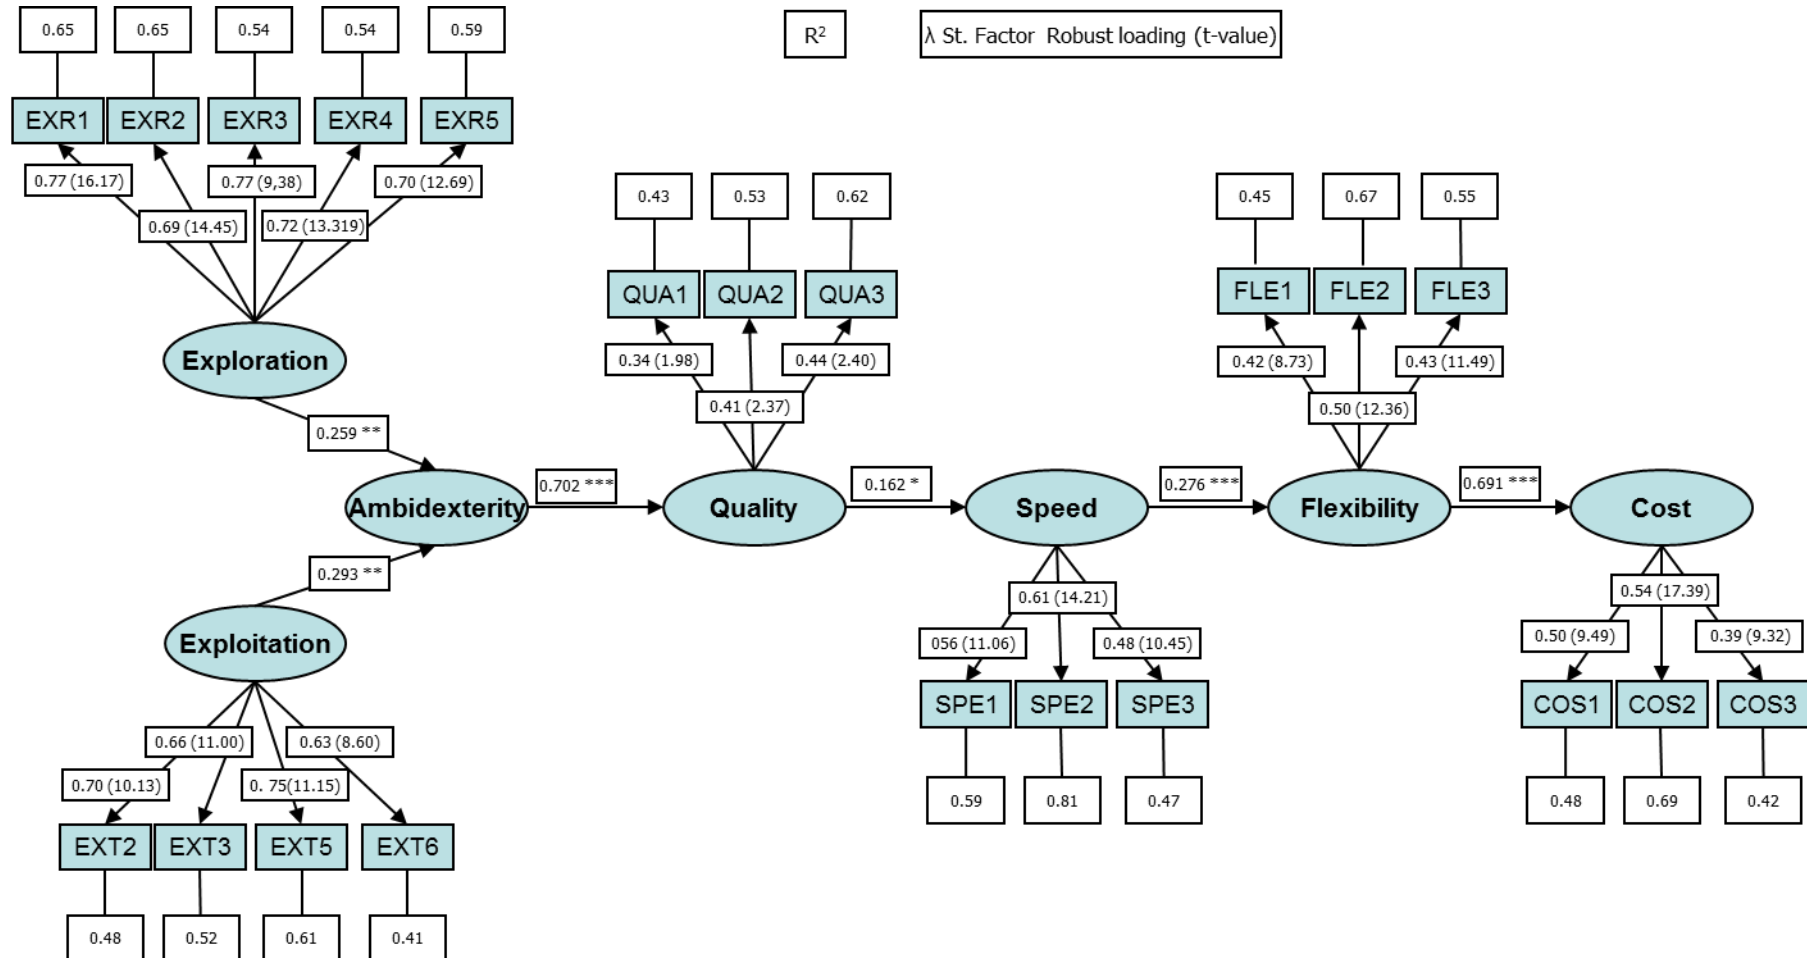 0.65 0.65 0.54 0.54 0.59
R² λ St. Factor Robust loading (t-value)
EXR1 EXR2 EXR3 EXR4 EXR5
0.77 (16.17) 0.77 (9,38) 0.70 (12.69)
0.69 (14.45) 0.72 (13.319)
0.43 0.53 0.62
0.45 0.67 0.55
QUA1 QUA2 QUA3
FLE1 FLE2 FLE3
Exploration
0.34 (1.98) 0.44 (2.40)
0.41 (2.37)
0.42 (8.73) 0.43 (11.49)
0.50 (12.36)
0.259 **
0.702 *** 0.162 * 0.276 *** 0.691 ***
Ambidexterity Quality Speed Flexibility Cost
0.293 **
Exploitation
0.61 (14.21)
056 (11.06) 0.48 (10.45)
0.54 (17.39)
0.50 (9.49) 0.39 (9.32)
SPE1 SPE2 SPE3
COS1 COS2 COS3
0.59 0.81 0.47
0.48 0.69 0.42
0.66 (11.00) 0.63 (8.60)
0.70 (10.13) 0. 75(11.15)
EXT2 EXT3 EXT5 EXT6
0.48 0.52 0.61 0.41